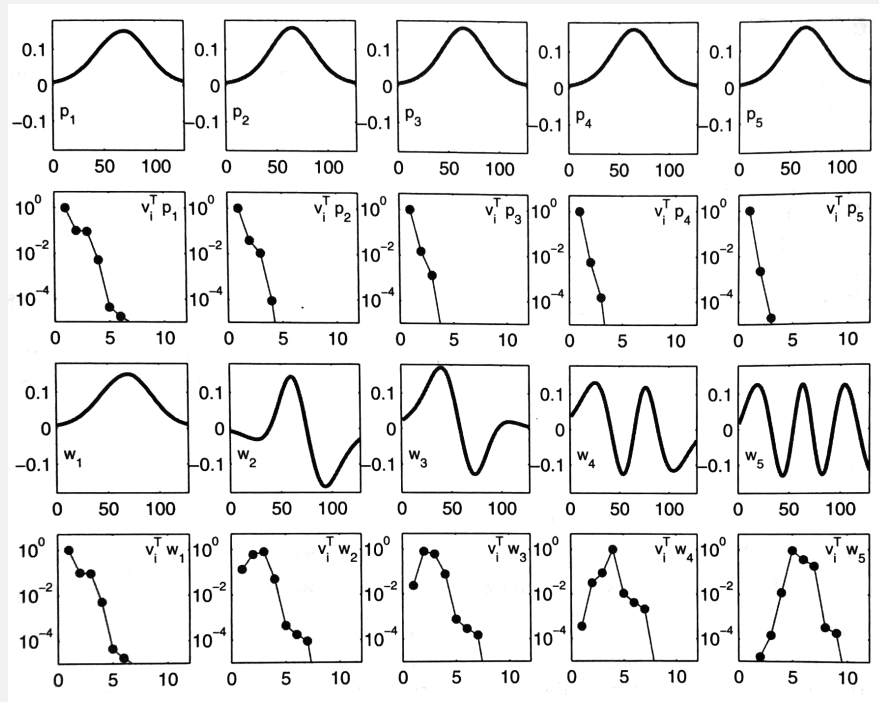 0.1 0 −0.1 p1 0 50 100
0.1 0 −0.1 p2 0 50 100
0.1 0 −0.1 p3 0 50 100
0.1 0 −0.1 p4 0 50 100
0.1 0 −0.1 p5 0 50 100
10^0 10^−2 10^−4 v_i^T p1 0 5 10
10^0 10^−2 10^−4 v_i^T p2 0 5 10
10^0 10^−2 10^−4 v_i^T p3 0 5 10
10^0 10^−2 10^−4 v_i^T p4 0 5 10
10^0 10^−2 10^−4 v_i^T p5 0 5 10
0.1 0 −0.1 w1 0 50 100
0.1 0 −0.1 w2 0 50 100
0.1 0 −0.1 w3 0 50 100
0.1 0 −0.1 w4 0 50 100
0.1 0 −0.1 w5 0 50 100
10^0 10^−2 10^−4 v_i^T w1 0 5 10
10^0 10^−2 10^−4 v_i^T w2 0 5 10
10^0 10^−2 10^−4 v_i^T w3 0 5 10
10^0 10^−2 10^−4 v_i^T w4 0 5 10
10^0 10^−2 10^−4 v_i^T w5 0 5 10